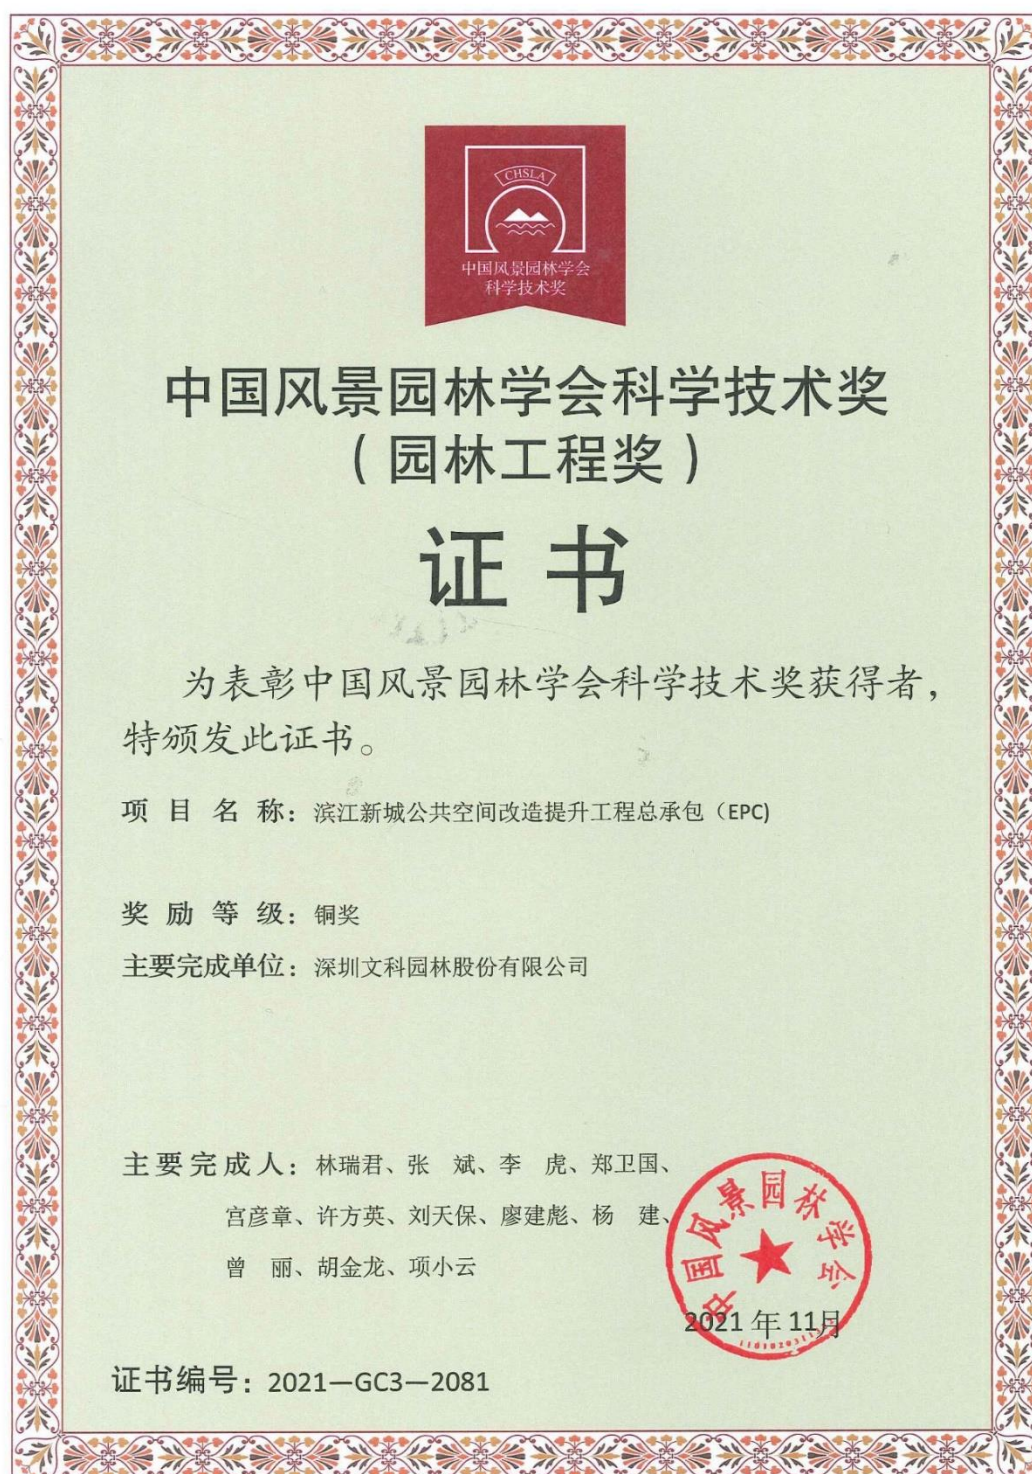 CHSLA
中国风景园林学会
科学技术奖
中国风景园林学会科学技术奖
（园林工程奖）
证书
为表彰中国风景园林学会科学技术奖获得者，
特颁发此证书。
项目名称：滨江新城公共空间改造提升工程总承包（EPC)
奖励等级：铜奖
主要完成单位：深圳文科园林股份有限公司
主要完成人：林瑞君、张　斌、李　虎、郑卫国、
宫彦章、许方英、刘天保、廖建彪、杨　建、
曾　丽、胡金龙、项小云
中国风景园林学会
2021年11月
证书编号：2021—GC3—2081